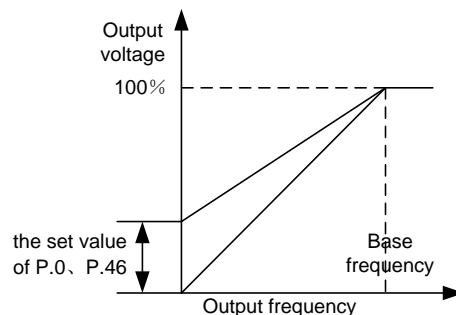 Output
voltage
100%
the set value
of P.0、P.46
Base
frequency
Output frequency